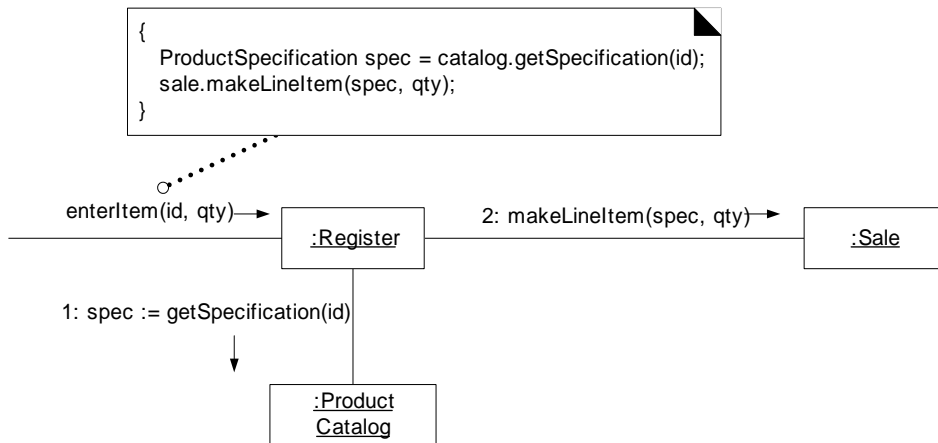 {
ProductSpecification spec = catalog.getSpecification(id);
sale.makeLineItem(spec, qty);
}
enterItem(id, qty)
2: makeLineItem(spec, qty)
:Register
:Sale
1: spec := getSpecification(id)
:Product
Catalog